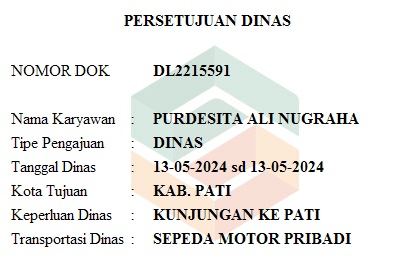 PERSETUJUAN DINAS
NOMOR DOK DL2215591
Nama Karyawan : PURDESITA ALI NUGRAHA
Tipe Pengajuan : DINAS
Tanggal Dinas : 13-05-2024 sd 13-05-2024
Kota Tujuan : KAB. PATI
Keperluan Dinas : KUNJUNGAN KE PATI
Transportasi Dinas : SEPEDA MOTOR PRIBADI